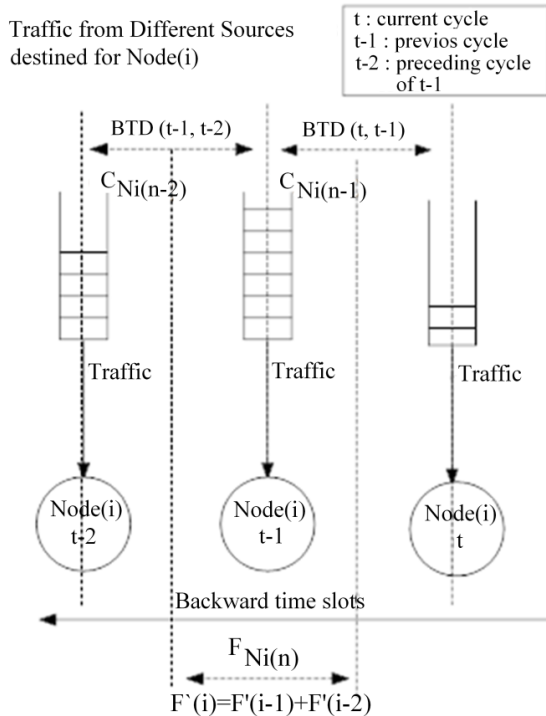 Traffic from Different Sources
destined for Node(i)
t : current cycle
t-1 : previos cycle
t-2 : preceding cycle
of t-1
BTD (t-1, t-2)
BTD (t, t-1)
CNi(n-2)
CNi(n-1)
Traffic
Traffic
Traffic
Node(i)
t-2
Node(i)
t-1
Node(i)
t
Backward time slots
FNi(n)
F`(i)=F'(i-1)+F'(i-2)